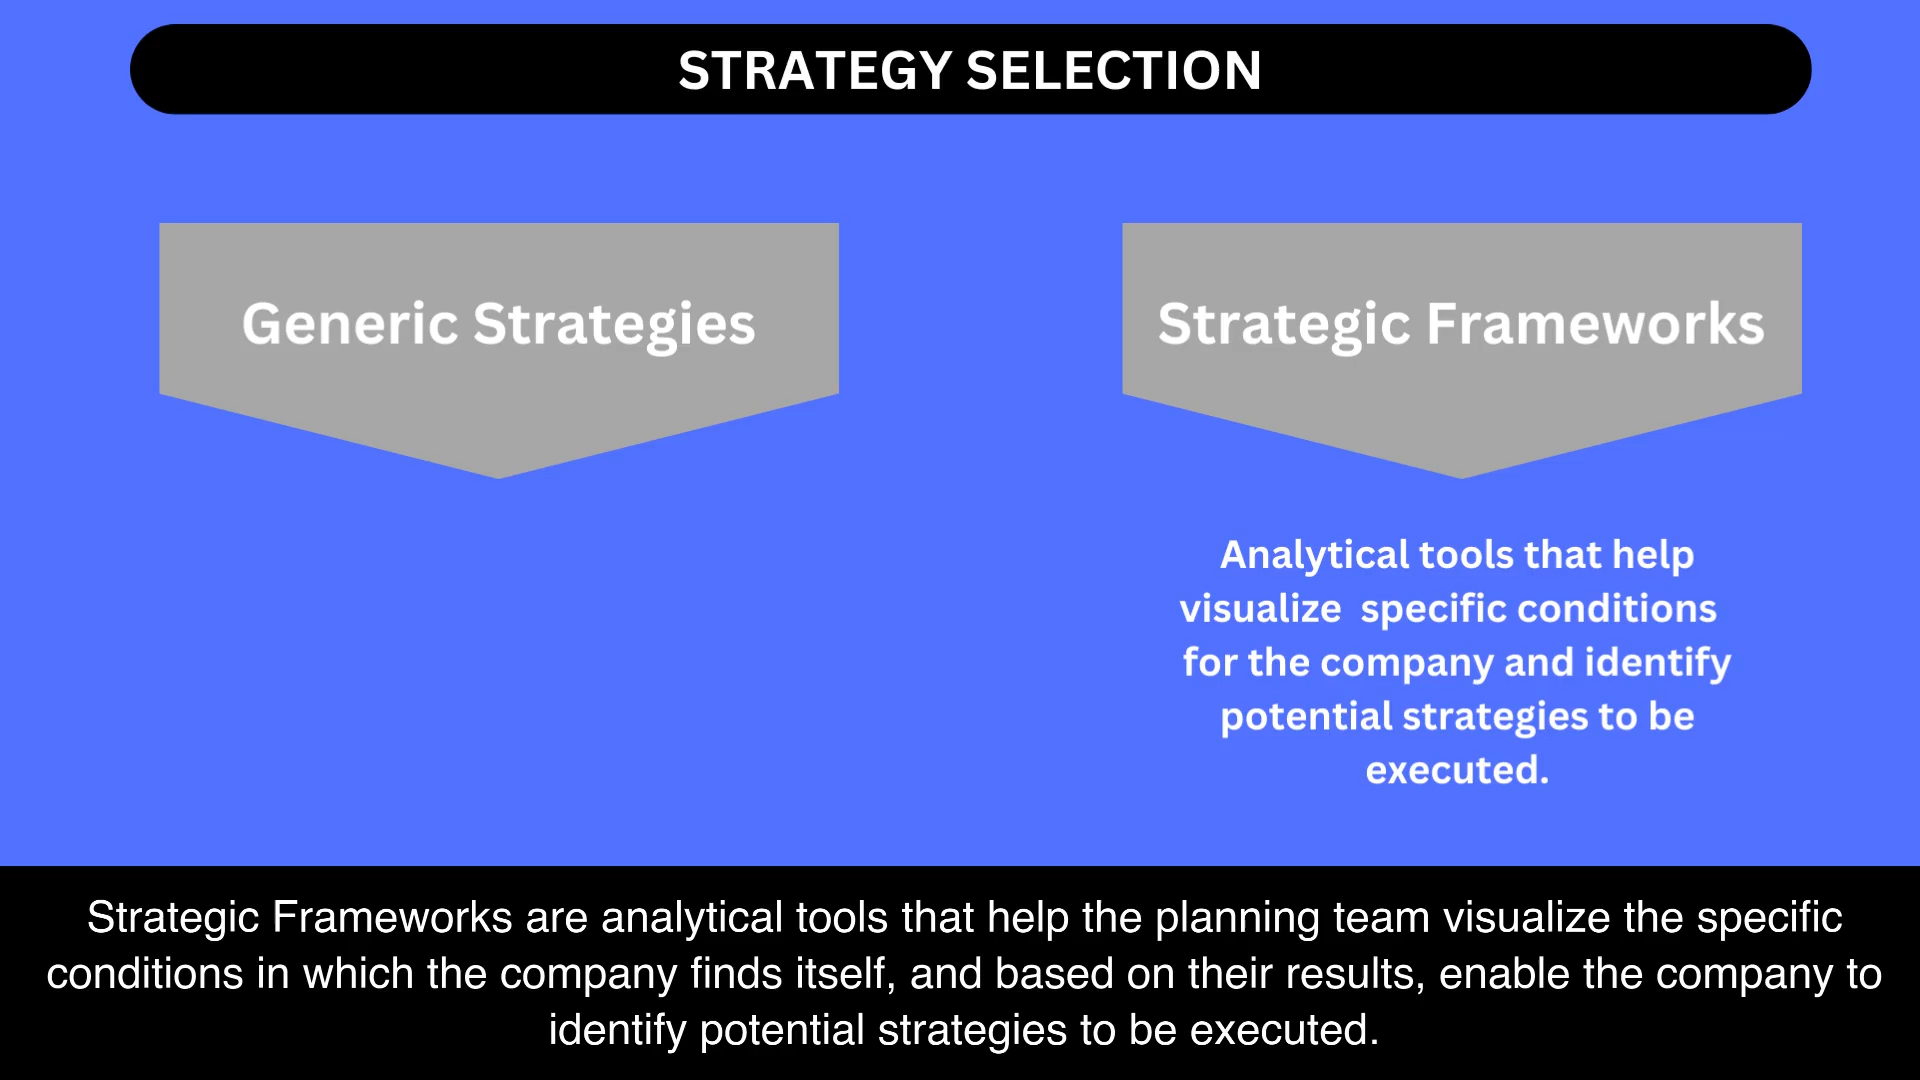 STRATEGY SELECTION
Generic Strategies
Strategic Frameworks
Analytical tools that help
visualize specific conditions
for the company and identify
potential strategies to be
executed.
Strategic Frameworks are analytical tools that help the planning team visualize the specific
conditions in which the company finds itself, and based on their results, enable the company to
identify potential strategies to be executed.